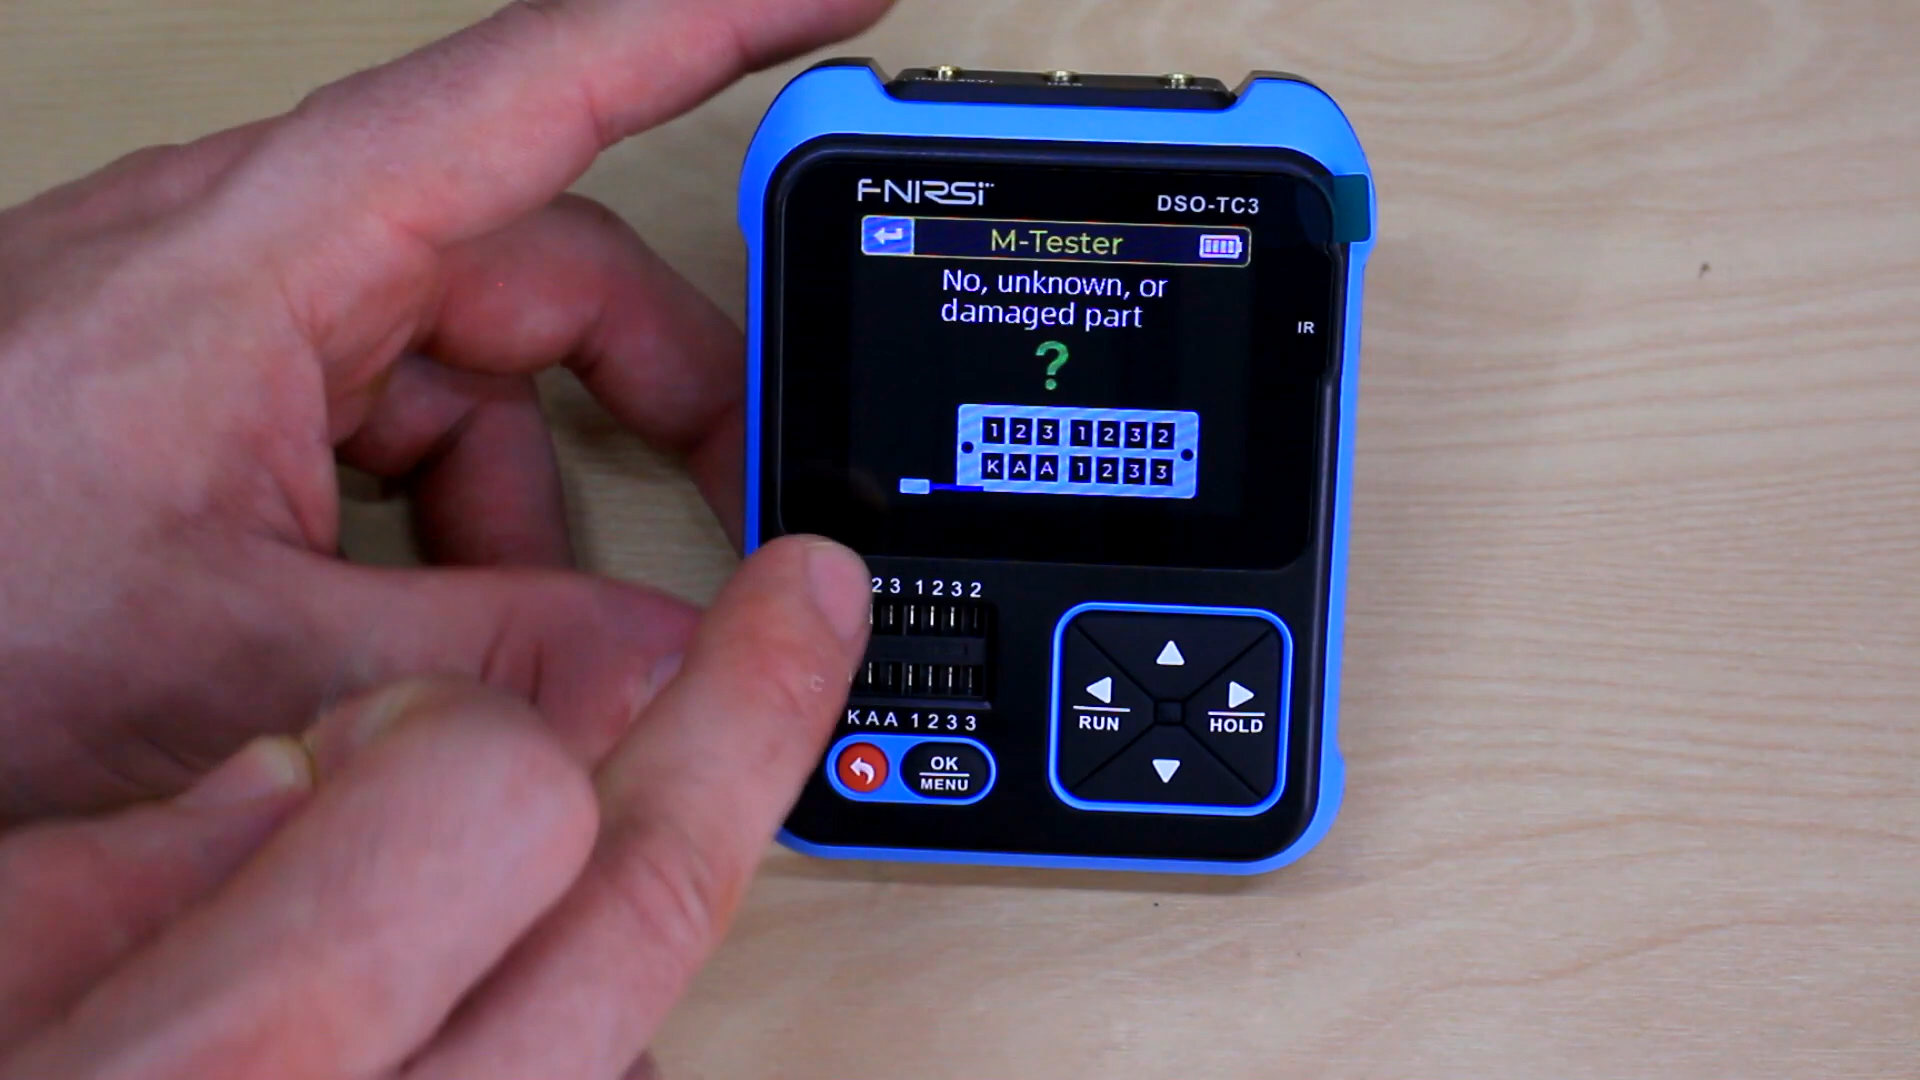 FNIRSI
DSO-TC3
M-Tester
No, unknown, or
damaged part
?
1 2 3 1 2 3 2
K A A 1 2 3 3
IR
2 3 1 2 3 2
K A A 1 2 3 3
OK
MENU
RUN
HOLD